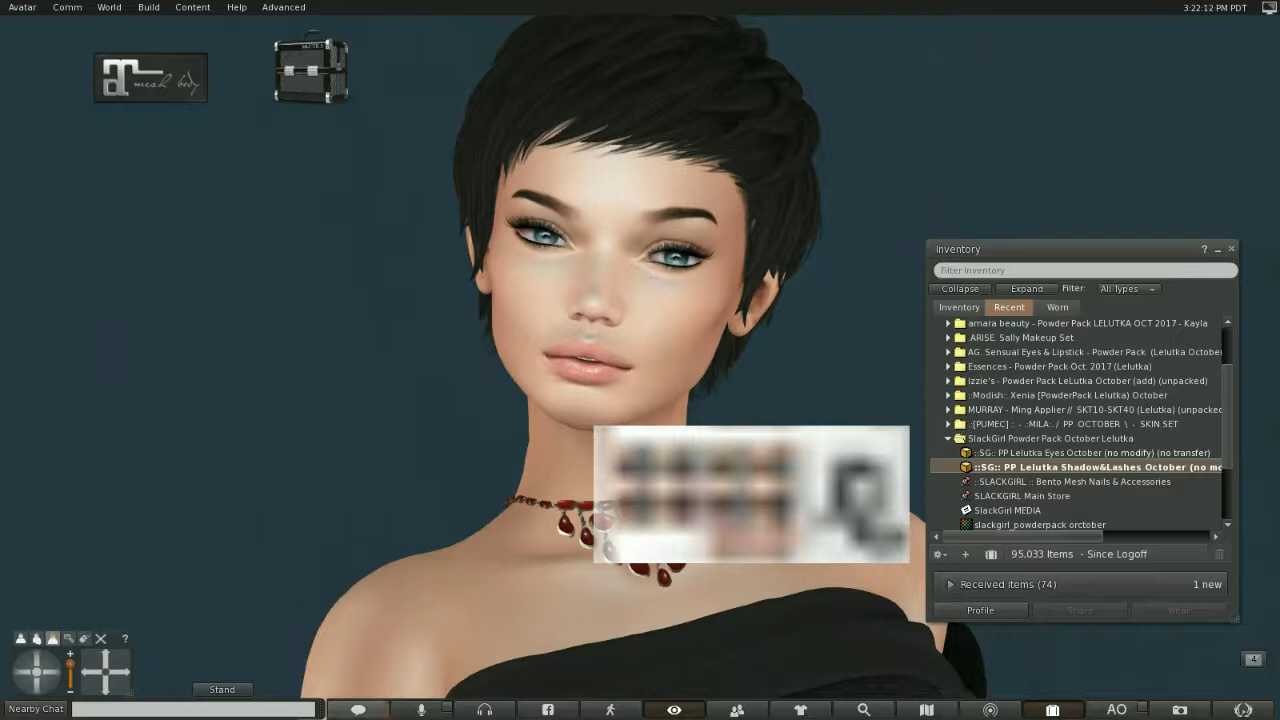 Avatar Comm World Build Content Help Advanced
3:22:12 PM PDT
mesh body
Inventory
?
Filter Inventory
Collapse Expand Filter: All Types
Inventory Recent Worn
amara beauty - Powder Pack LELUTKA OCT 2017 - Kayla
.ARISE. Sally Makeup Set
AG. Sensual Eyes & Lipstick - Powder Pack (Lelutka October
Essences - Powder Pack Oct. 2017 (Lelutka)
Izzie's - Powder Pack LeLutka October (add) (unpacked)
::Modish:: Xenia [PowderPack Lelutka) October
MURRAY - Ming Applier // SKT10-SKT40 (Lelutka) (unpacked
:[PUMEC] : . - .:MILA:. / PP OCTOBER \ - SKIN SET
SlackGirl Powder Pack October Lelutka
::SG:: PP Lelutka Eyes October (no modify) (no transfer)
::SG:: PP Lelutka Shadow&Lashes October (no mo
:: SLACKGIRL :: Bento Mesh Nails & Accessories
SLACKGIRL Main Store
SlackGirl MEDIA
slackgirl_powderpack orctober
95.033 Items - Since Logoff
Received Items (74) 1 new
Profile Share Wear
?
4
Stand
Nearby Chat
AO